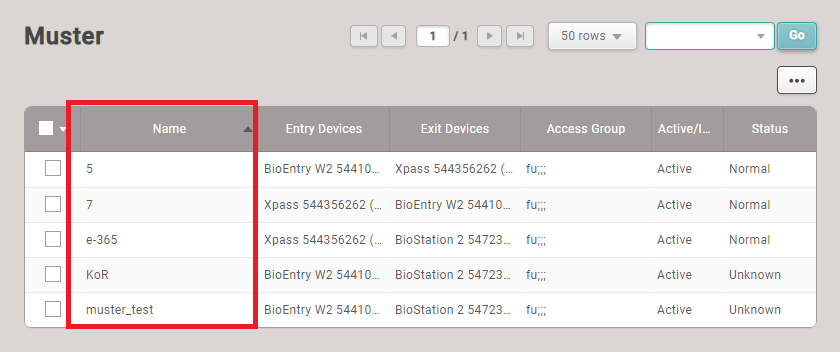 Muster
1 / 1
50 rows
Go
Name Entry Devices Exit Devices Access Group Active/I... Status
5 BioEntry W2 54410... Xpass 544356262 (... fu;;; Active Normal
7 Xpass 544356262 (... BioEntry W2 54410... fu;;; Active Normal
e-365 Xpass 544356262 (... BioStation 2 54723... fu;;; Active Normal
KoR BioEntry W2 54410... BioStation 2 54723... fu;;; Active Unknown
muster_test BioEntry W2 54410... BioStation 2 54723... fu;;; Active Unknown